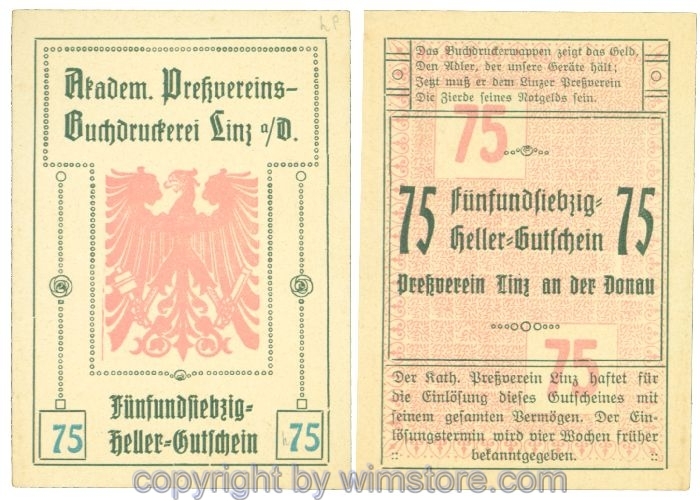 Akadem. Preßvereins-
Buchdruckerei Linz a/D.
Fünfundsiebzig-
Heller-Gutschein
75
75
Das Buchdruckerwappen zeigt das Geld,
Den Adler, der unsere Geräte hält;
Jetzt muß er dem Linzer Preßverein
Die Zierde seines Notgelds sein.
75
75 Fünfundsiebzig- 75
Heller-Gutschein
Preßverein Linz an der Donau
75
Der Kath. Preßverein Linz haftet für
die Einlösung dieses Gutscheines mit
seinem gesamten Vermögen. Der Ein-
lösungstermin wird vier Wochen früher
:: bekanntgegeben. ::
copyright by wimstore.com